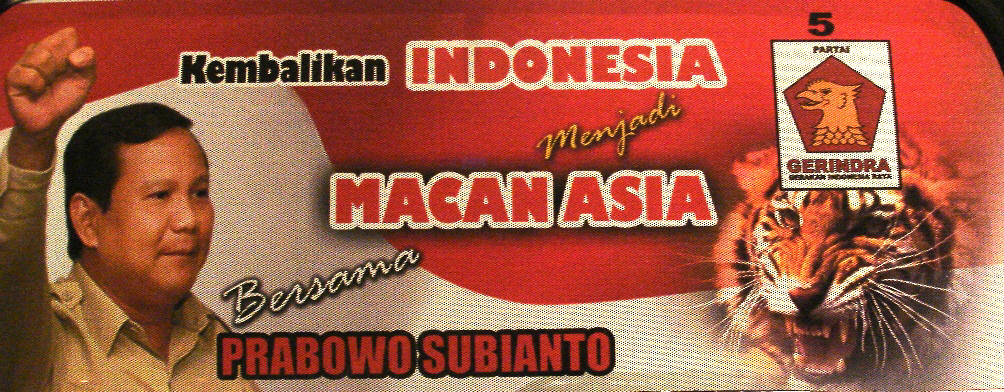 Kembalikan INDONESIA
Menjadi
MACAN ASIA
Bersama
PRABOWO SUBIANTO
5
PARTAI
GERINDRA
GERAKAN INDONESIA RAYA